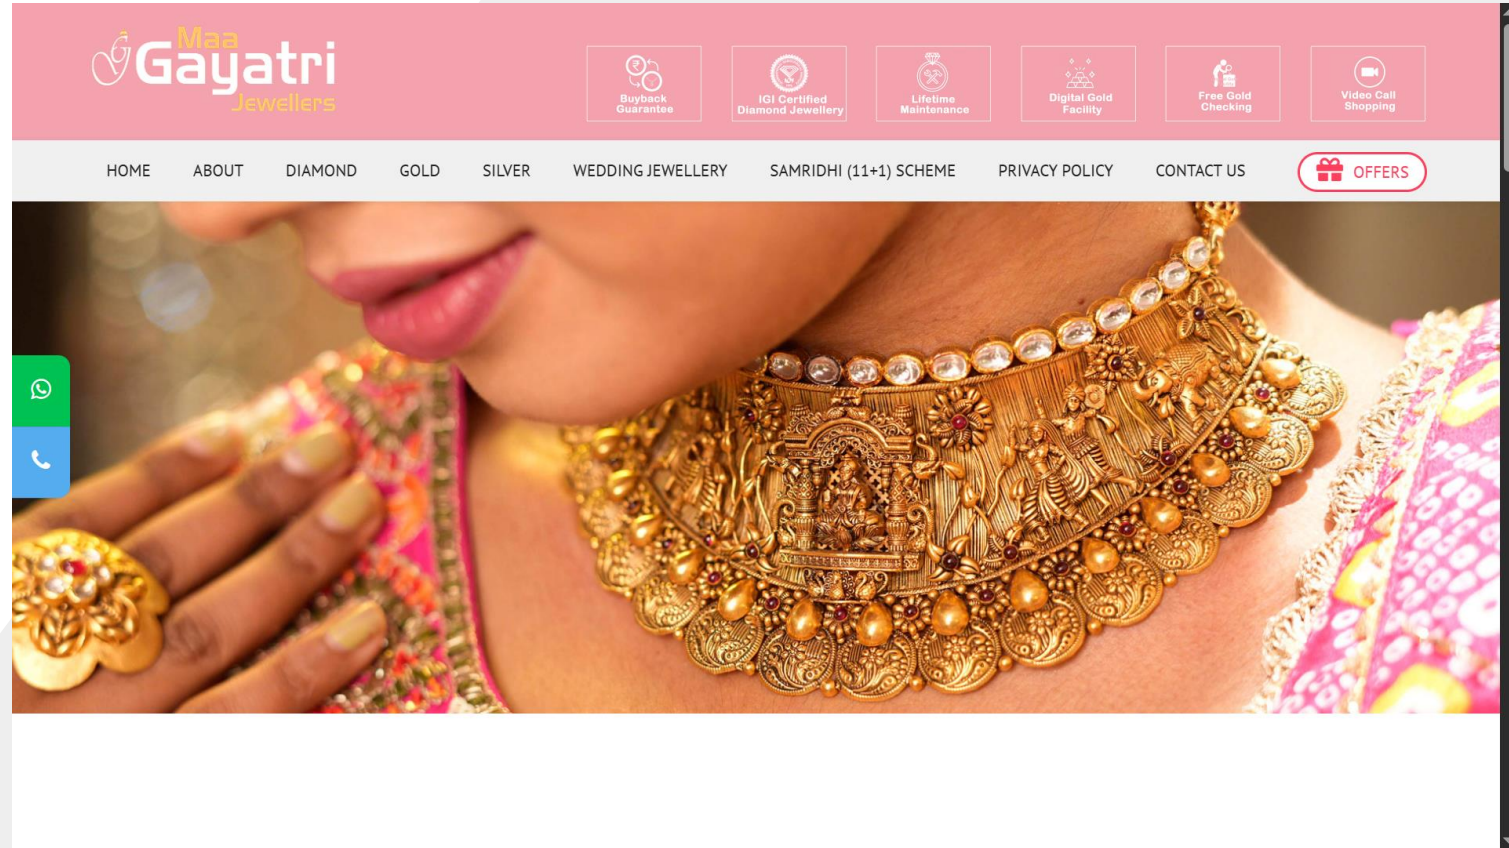 Maa
Gayatri
Jewellers
Buyback
Guarantee
IGI Certified
Diamond Jewellery
Lifetime
Maintenance
Digital Gold
Facility
Free Gold
Checking
Video Call
Shopping
HOME ABOUT DIAMOND GOLD SILVER WEDDING JEWELLERY SAMRIDHI (11+1) SCHEME PRIVACY POLICY CONTACT US OFFERS